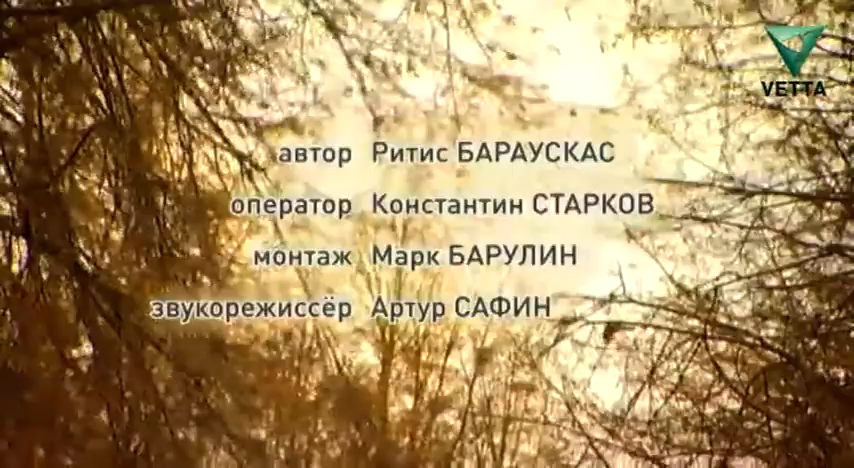 VETTA
автор Ритис БАРАУСКАС
оператор Константин СТАРКОВ
монтаж Марк БАРУЛИН
звукорежиссёр Артур САФИН